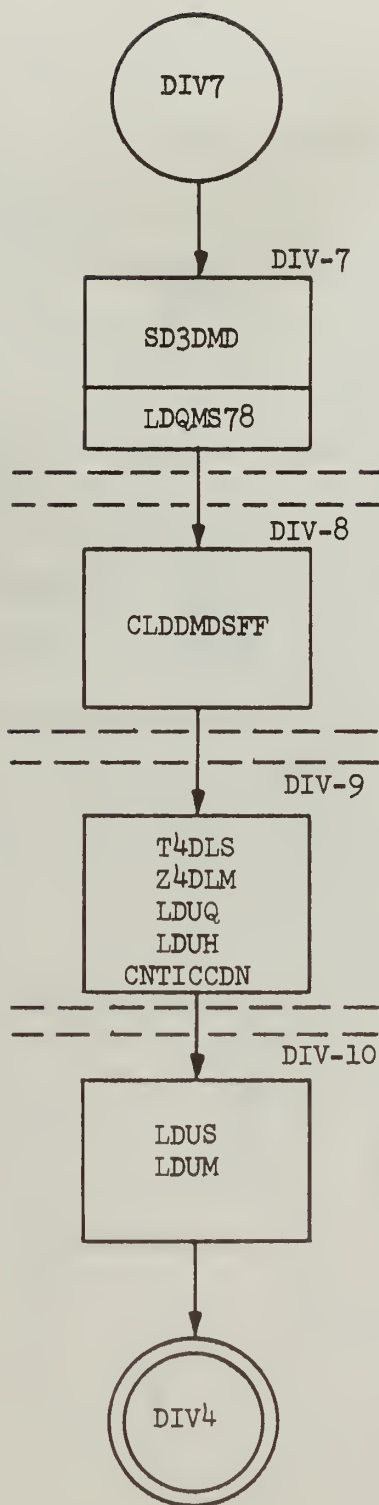 DIV7
DIV-7
SD3DMD
LDQMS78
DIV-8
CLDDMDSFF
DIV-9
T4DLS
Z4DLM
LDUQ
LDUH
CNTICCDN
DIV-10
LDUS
LDUM
DIV4